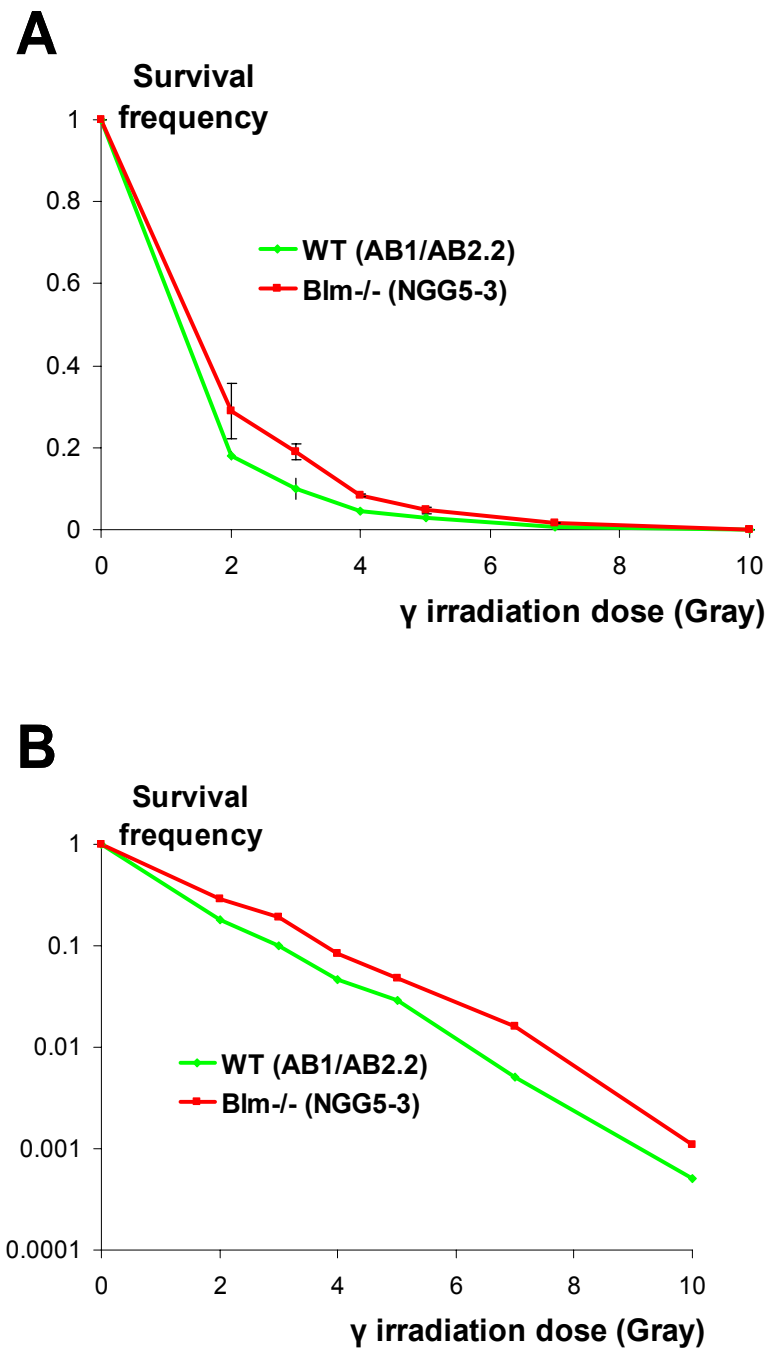 A
Survival
frequency
1
0.8
0.6
0.4
0.2
0
WT (AB1/AB2.2)
Blm-/- (NGG5-3)
0 2 4 6 8 10
γ irradiation dose (Gray)
B
Survival
frequency
1
0.1
0.01
0.001
0.0001
WT (AB1/AB2.2)
Blm-/- (NGG5-3)
0 2 4 6 8 10
γ irradiation dose (Gray)